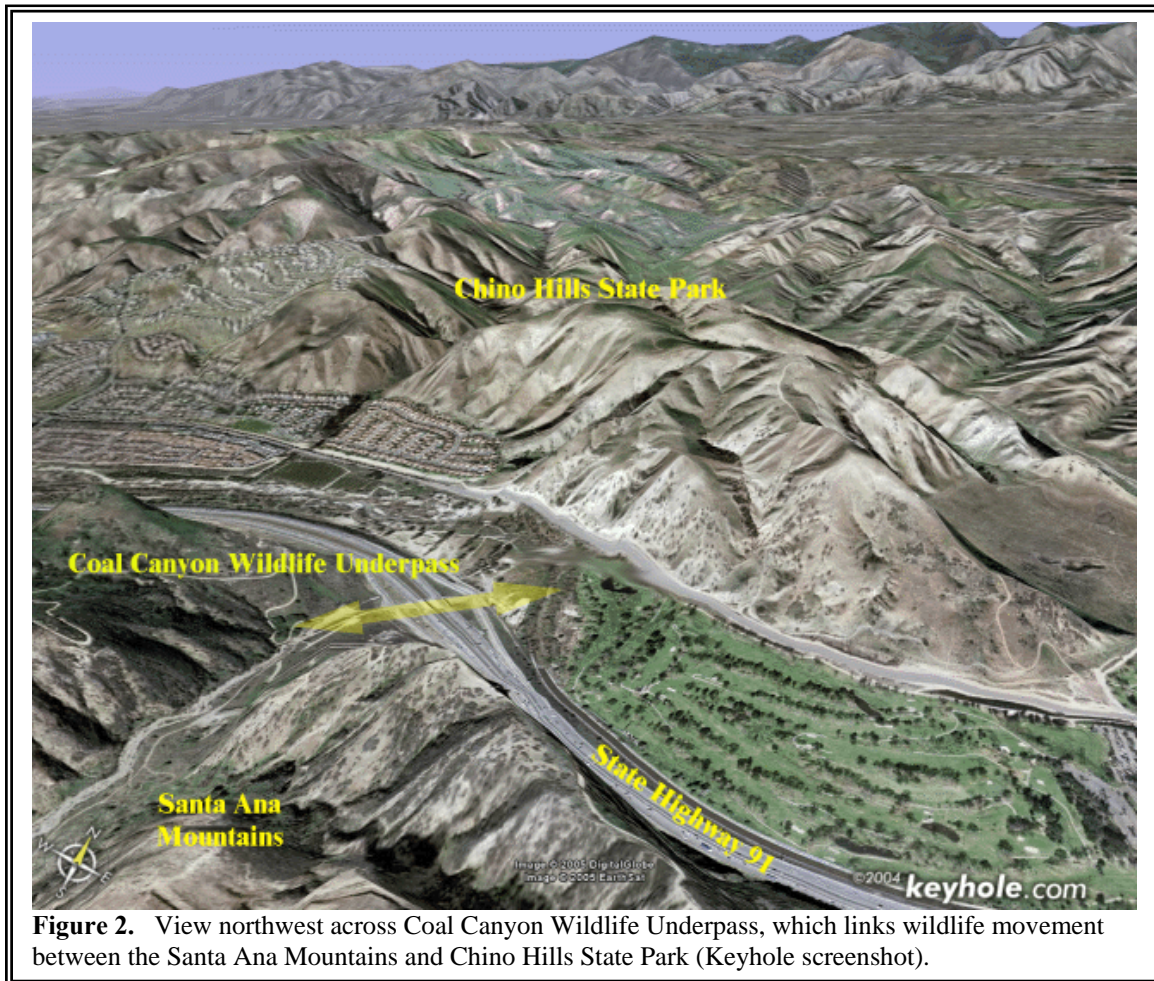 Chino Hills State Park
Coal Canyon Wildlife Underpass
State Highway 91
Santa Ana
Mountains
N
W
E
S
Image © 2005 DigitalGlobe
Image © 2005 EarthSat
©2004 keyhole.com
Figure 2. View northwest across Coal Canyon Wildlife Underpass, which links wildlife movement
between the Santa Ana Mountains and Chino Hills State Park (Keyhole screenshot).